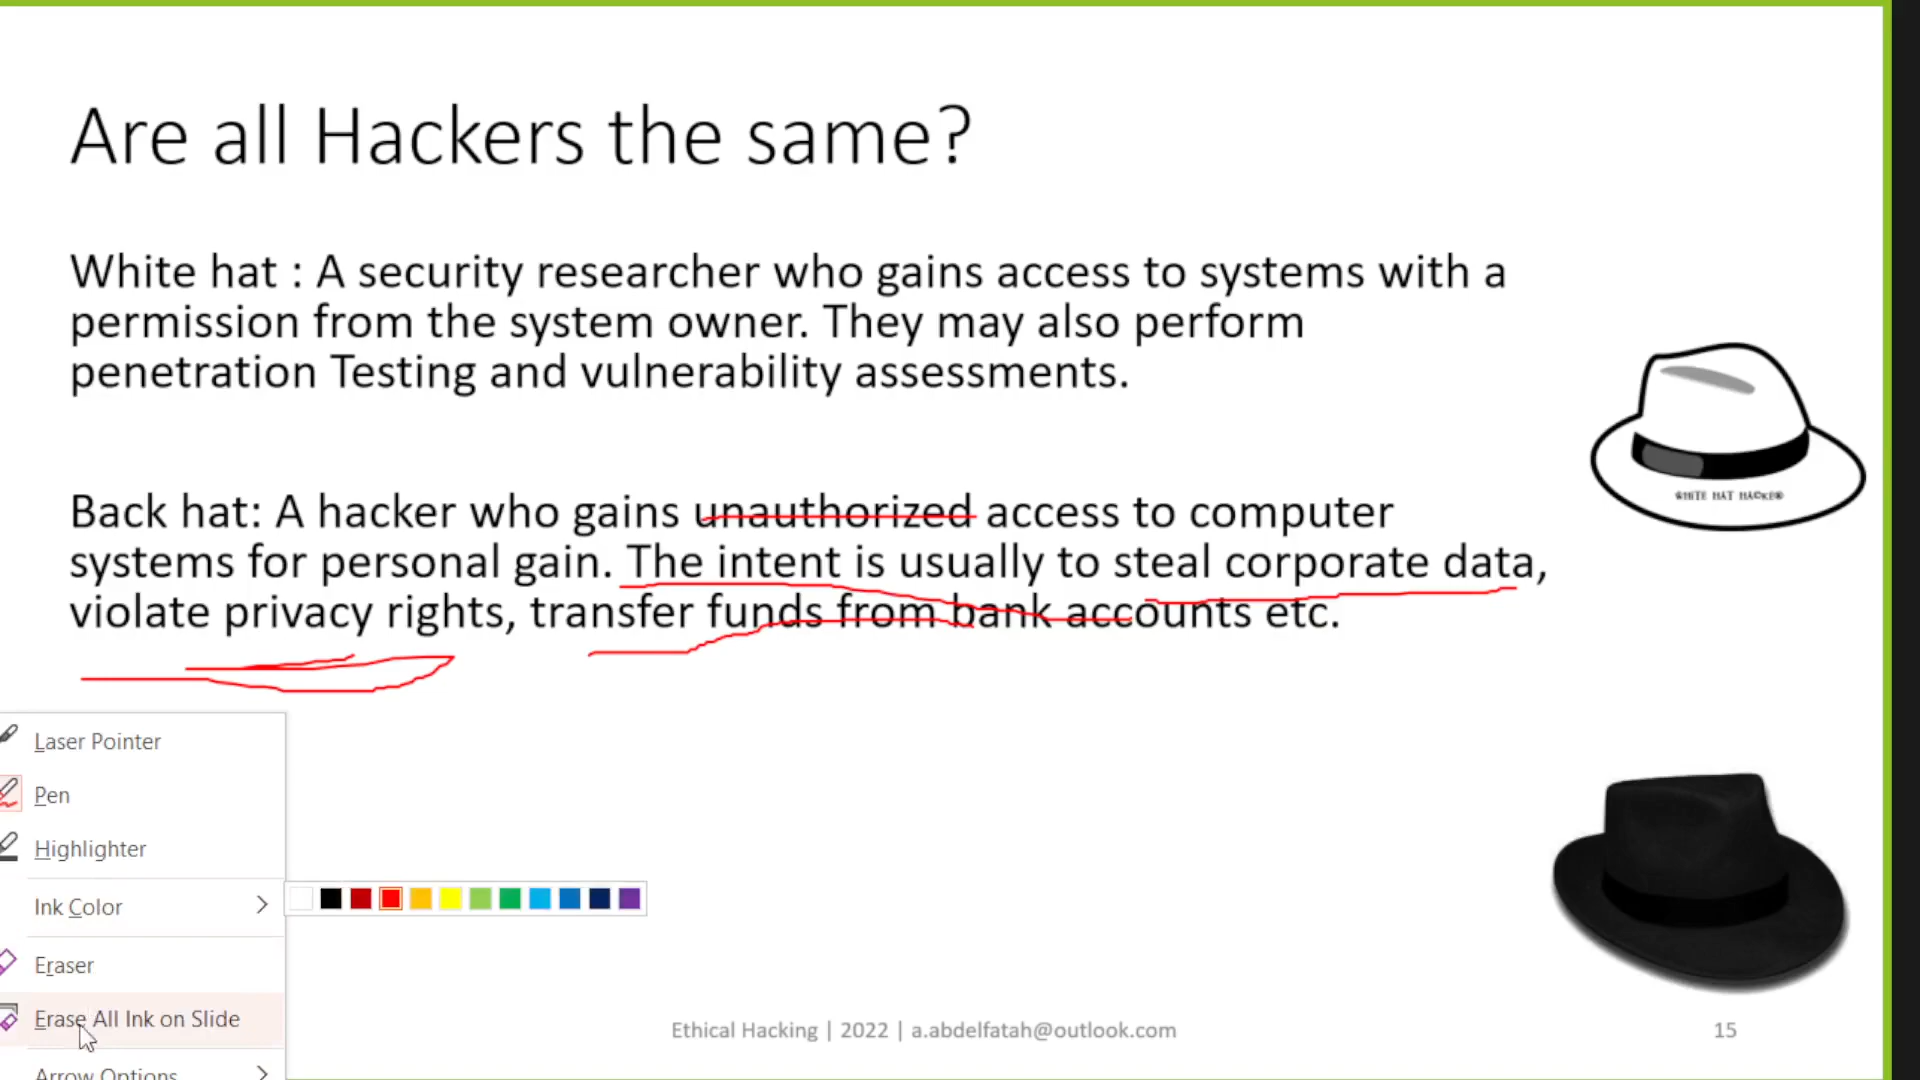 Are all Hackers the same?
White hat : A security researcher who gains access to systems with a
permission from the system owner. They may also perform
penetration Testing and vulnerability assessments.
WHITE HAT HACKER
Back hat: A hacker who gains unauthorized access to computer
systems for personal gain. The intent is usually to steal corporate data,
violate privacy rights, transfer funds from bank accounts etc.
Laser Pointer
Pen
Highlighter
Ink Color
Eraser
Erase All Ink on Slide
Arrow Options
Ethical Hacking | 2022 | a.abdelfatah@outlook.com
15